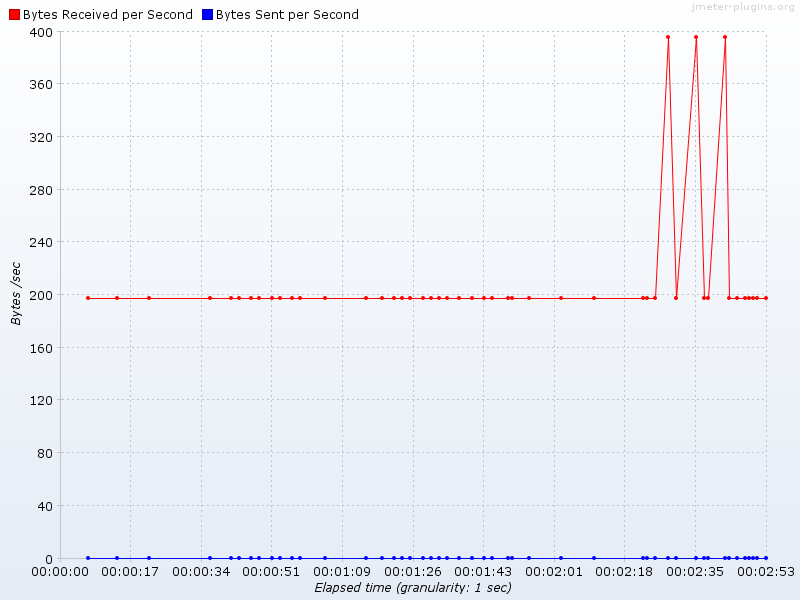 jmeter-plugins.org
Bytes Received per Second Bytes Sent per Second
400
360
320
280
240
200
160
120
80
40
0
Bytes /sec
00:00:00 00:00:17 00:00:34 00:00:51 00:01:09 00:01:26 00:01:43 00:02:01 00:02:18 00:02:35 00:02:53
Elapsed time (granularity: 1 sec)